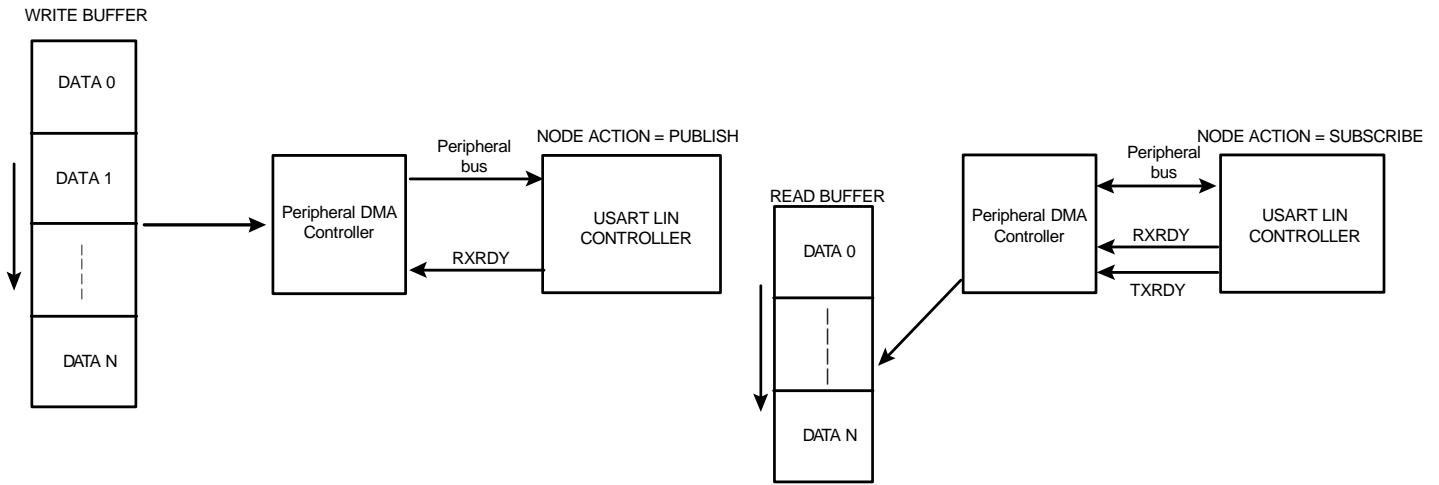 WRITE BUFFER
DATA 0
DATA 1
DATA N
Peripheral DMA
Controller
Peripheral
bus
RXRDY
NODE ACTION = PUBLISH
USART LIN
CONTROLLER
READ BUFFER
DATA 0
DATA N
Peripheral DMA
Controller
Peripheral
bus
RXRDY
TXRDY
NODE ACTION = SUBSCRIBE
USART LIN
CONTROLLER